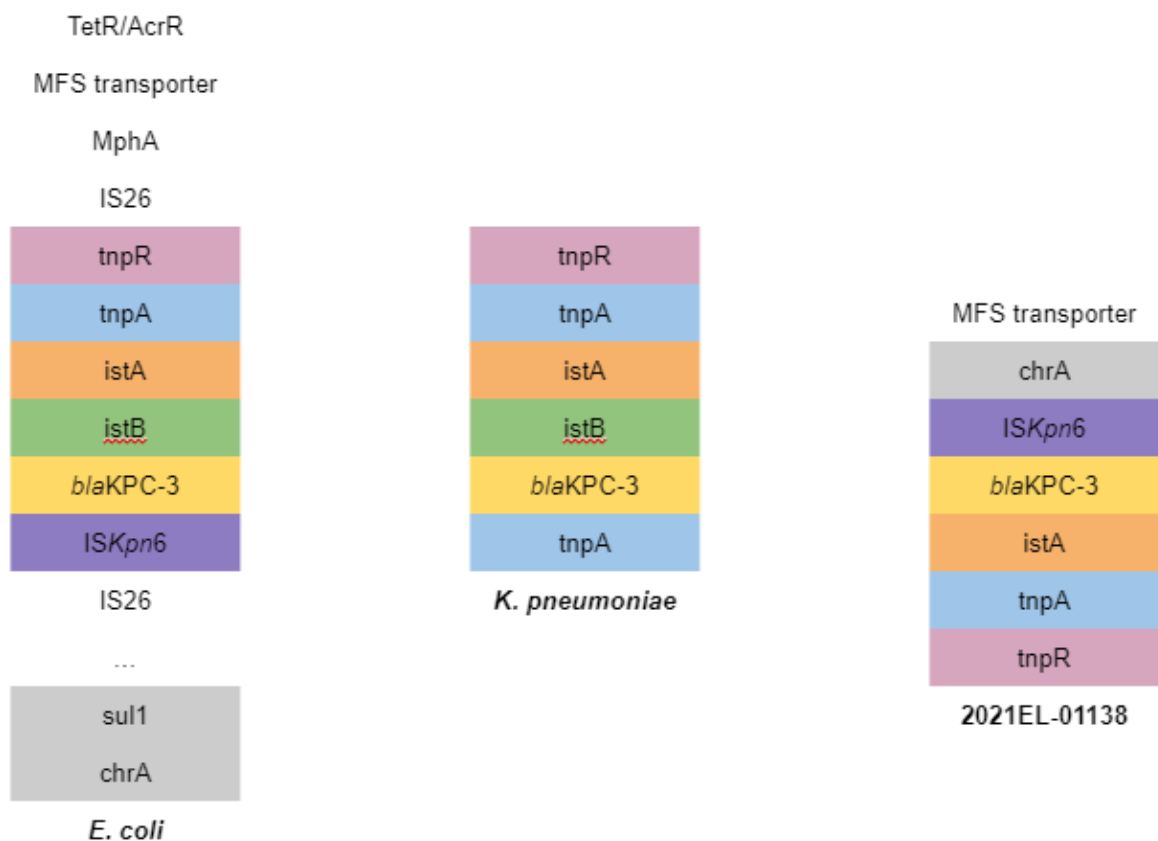 TetR/AcrR
MFS transporter
MphA
IS26
tnpR
tnpA
istA
istB
blaKPC-3
ISKpn6
IS26
...
sul1
chrA
E. coli
tnpR
tnpA
istA
istB
blaKPC-3
tnpA
K. pneumoniae
MFS transporter
chrA
ISKpn6
blaKPC-3
istA
tnpA
tnpR
2021EL-01138